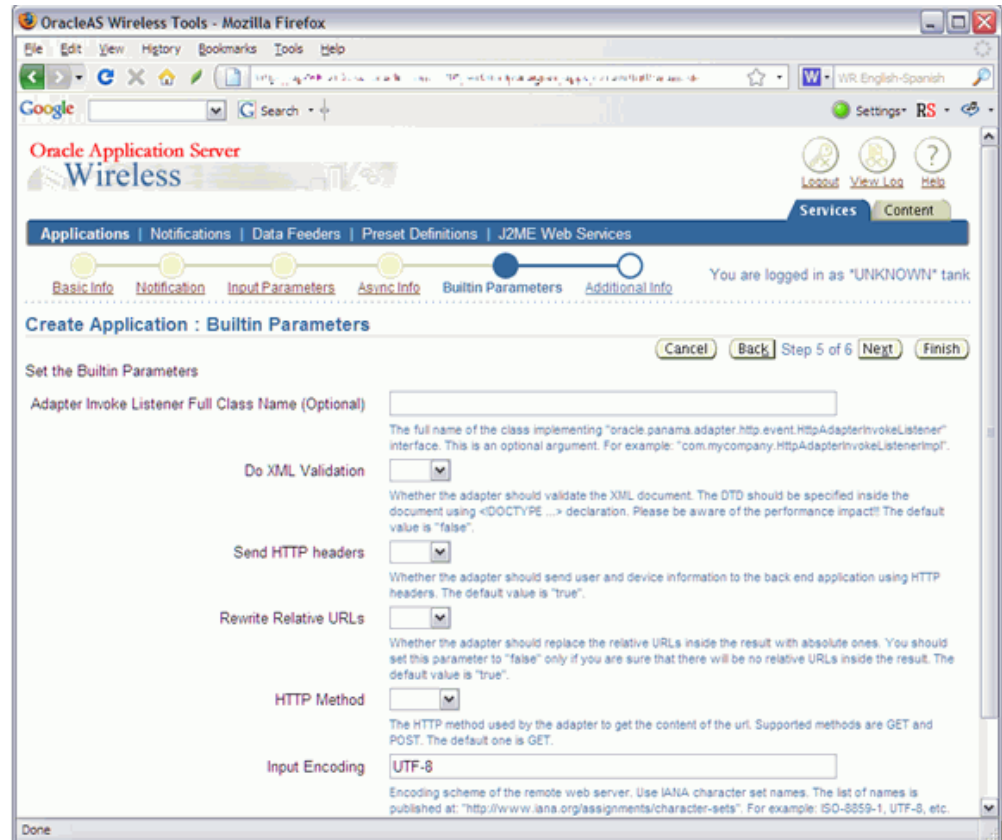 OracleAS Wireless Tools - Mozilla Firefox
File Edit View History Bookmarks Tools Help
W WR English-Spanish
Google G Search Settings RS
Oracle Application Server
Wireless
Logout View Log Help
Services Content
Applications | Notifications | Data Feeders | Preset Definitions | J2ME Web Services
Basic Info Notification Input Parameters Async Info Builtin Parameters Additional Info You are logged in as "UNKNOWN" tank
Create Application : Builtin Parameters
Cancel Back Step 5 of 6 Next Finish
Set the Builtin Parameters
Adapter Invoke Listener Full Class Name (Optional)
The full name of the class implementing "oracle.panama.adapter.http.event.HttpAdapterInvokeListener"
interface. This is an optional argument. For example: "com.mycompany.HttpAdapterInvokeListenerImpl".
Do XML Validation
Whether the adapter should validate the XML document. The DTD should be specified inside the
document using <!DOCTYPE ...> declaration. Please be aware of the performance impact!! The default
value is "false".
Send HTTP headers
Whether the adapter should send user and device information to the back end application using HTTP
headers. The default value is "true".
Rewrite Relative URLs
Whether the adapter should replace the relative URLs inside the result with absolute ones. You should
set this parameter to "false" only if you are sure that there will be no relative URLs inside the result. The
default value is "true".
HTTP Method
The HTTP method used by the adapter to get the content of the url. Supported methods are GET and
POST. The default one is GET.
Input Encoding UTF-8
Encoding scheme of the remote web server. Use IANA character set names. The list of names is
published at: "http://www.iana.org/assignments/character-sets". For example: ISO-8859-1, UTF-8, etc.
Done